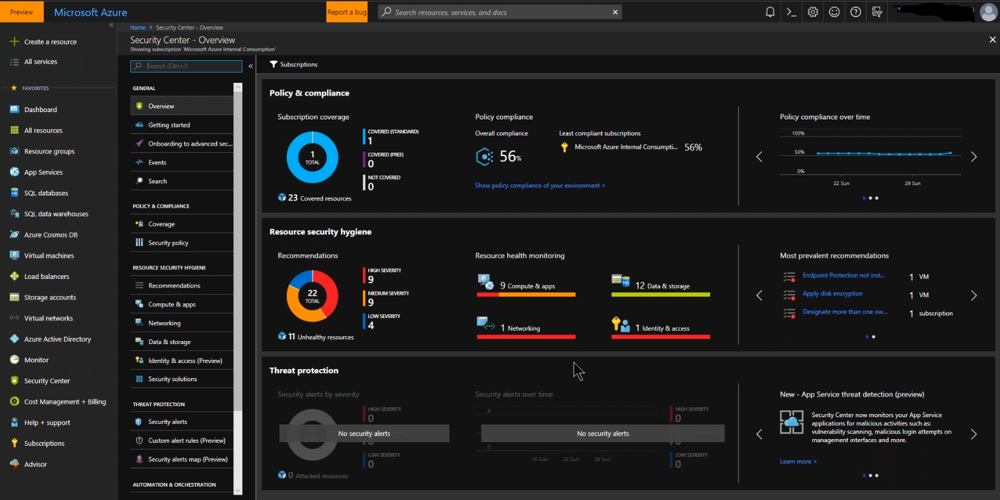 Preview
Microsoft Azure
Report a bug
Search resources, services, and docs
Home > Security Center - Overview
Security Center - Overview
Showing subscription 'Microsoft Azure Internal Consumption'
Create a resource
All services
FAVORITES
Dashboard
All resources
Resource groups
App Services
SQL databases
SQL data warehouses
Azure Cosmos DB
Virtual machines
Load balancers
Storage accounts
Virtual networks
Azure Active Directory
Monitor
Security Center
Cost Management + Billing
Help + support
Subscriptions
Advisor
Search (Ctrl+/)
GENERAL
Overview
Getting started
Onboarding to advanced sec...
Events
Search
POLICY & COMPLIANCE
Coverage
Security policy
RESOURCE SECURITY HYGIENE
Recommendations
Compute & apps
Networking
Data & storage
Identity & access (Preview)
Security solutions
THREAT PROTECTION
Security alerts
Custom alert rules (Preview)
Security alerts map (Preview)
AUTOMATION & ORCHESTRATION
Subscriptions
Policy & compliance
Subscription coverage
1
TOTAL
COVERED (STANDARD)
1
COVERED (FREE)
0
NOT COVERED
0
23 Covered resources
Policy compliance
Overall compliance
56%
Least compliant subscriptions
Microsoft Azure Internal Consumpti... 56%
Show policy compliance of your environment >
Policy compliance over time
100%
50%
0%
22 Sun 29 Sun
Resource security hygiene
Recommendations
22
TOTAL
HIGH SEVERITY
9
MEDIUM SEVERITY
9
LOW SEVERITY
4
11 Unhealthy resources
Resource health monitoring
9 Compute & apps
12 Data & storage
1 Networking
1 Identity & access
Most prevalent recommendations
Endpoint Protection not inst... 1 VM
Apply disk encryption 1 VM
Designate more than one ow... 1 subscription
Threat protection
Security alerts by severity
HIGH SEVERITY
0
No security alerts
0
LOW SEVERITY
0
0 Attacked resources
Security alerts over time
4
0
15 Sun 22 Sun 29 Sun
HIGH SEVERITY
0
No security alerts
0
LOW SEVERITY
0
New - App Service threat detection (preview)
Security Center now monitors your App Service
applications for malicious activities such as:
vulnerability scanning, malicious login attempts on
management interfaces and more.
Learn more >